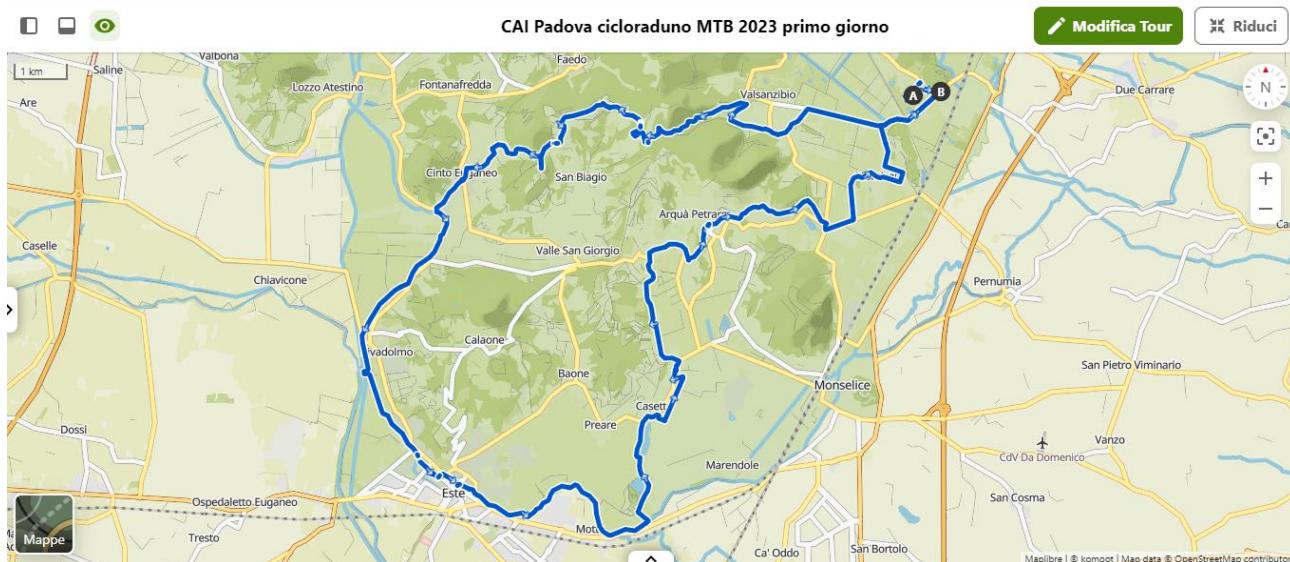 CAI Padova cicloraduno MTB 2023 primo giorno
Modifica Tour
Riduci
1 km
Saline
Valbona
Faedo
Are
Lozzo Atestino
Fontanafredda
Valsanzibio
A
B
Due Carrare
N
Cinto Euganeo
San Biagio
Arquà Petrarca
Caselle
Valle San Giorgio
Chiavicone
Pernumia
Calaone
Baone
San Pietro Viminario
Monselice
Casett
Preare
Dossi
Vanzo
CdV Da Domenico
Marendole
Este
Ospedaletto Euganeo
San Cosma
Mappe
Tresto
Mott
Ca' Oddo
San Bortolo
Maplibre | © komoot | Map data © OpenStreetMap contributor